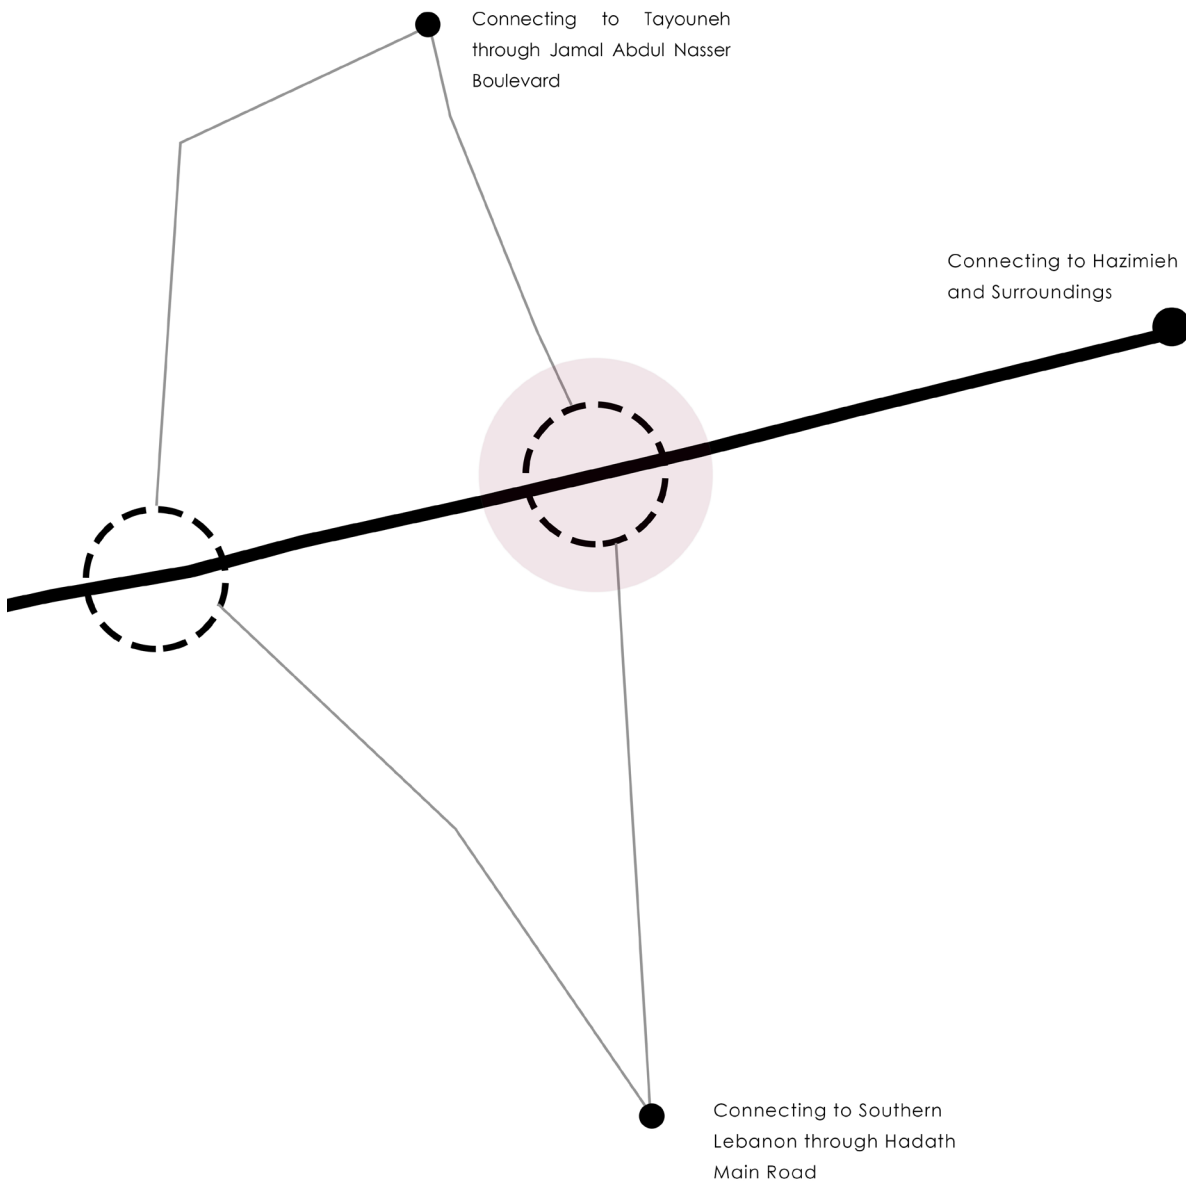 Connecting to Tayouneh
through Jamal Abdul Nasser
Boulevard
Connecting to Hazimieh
and Surroundings
Connecting to Southern
Lebanon through Hadath
Main Road